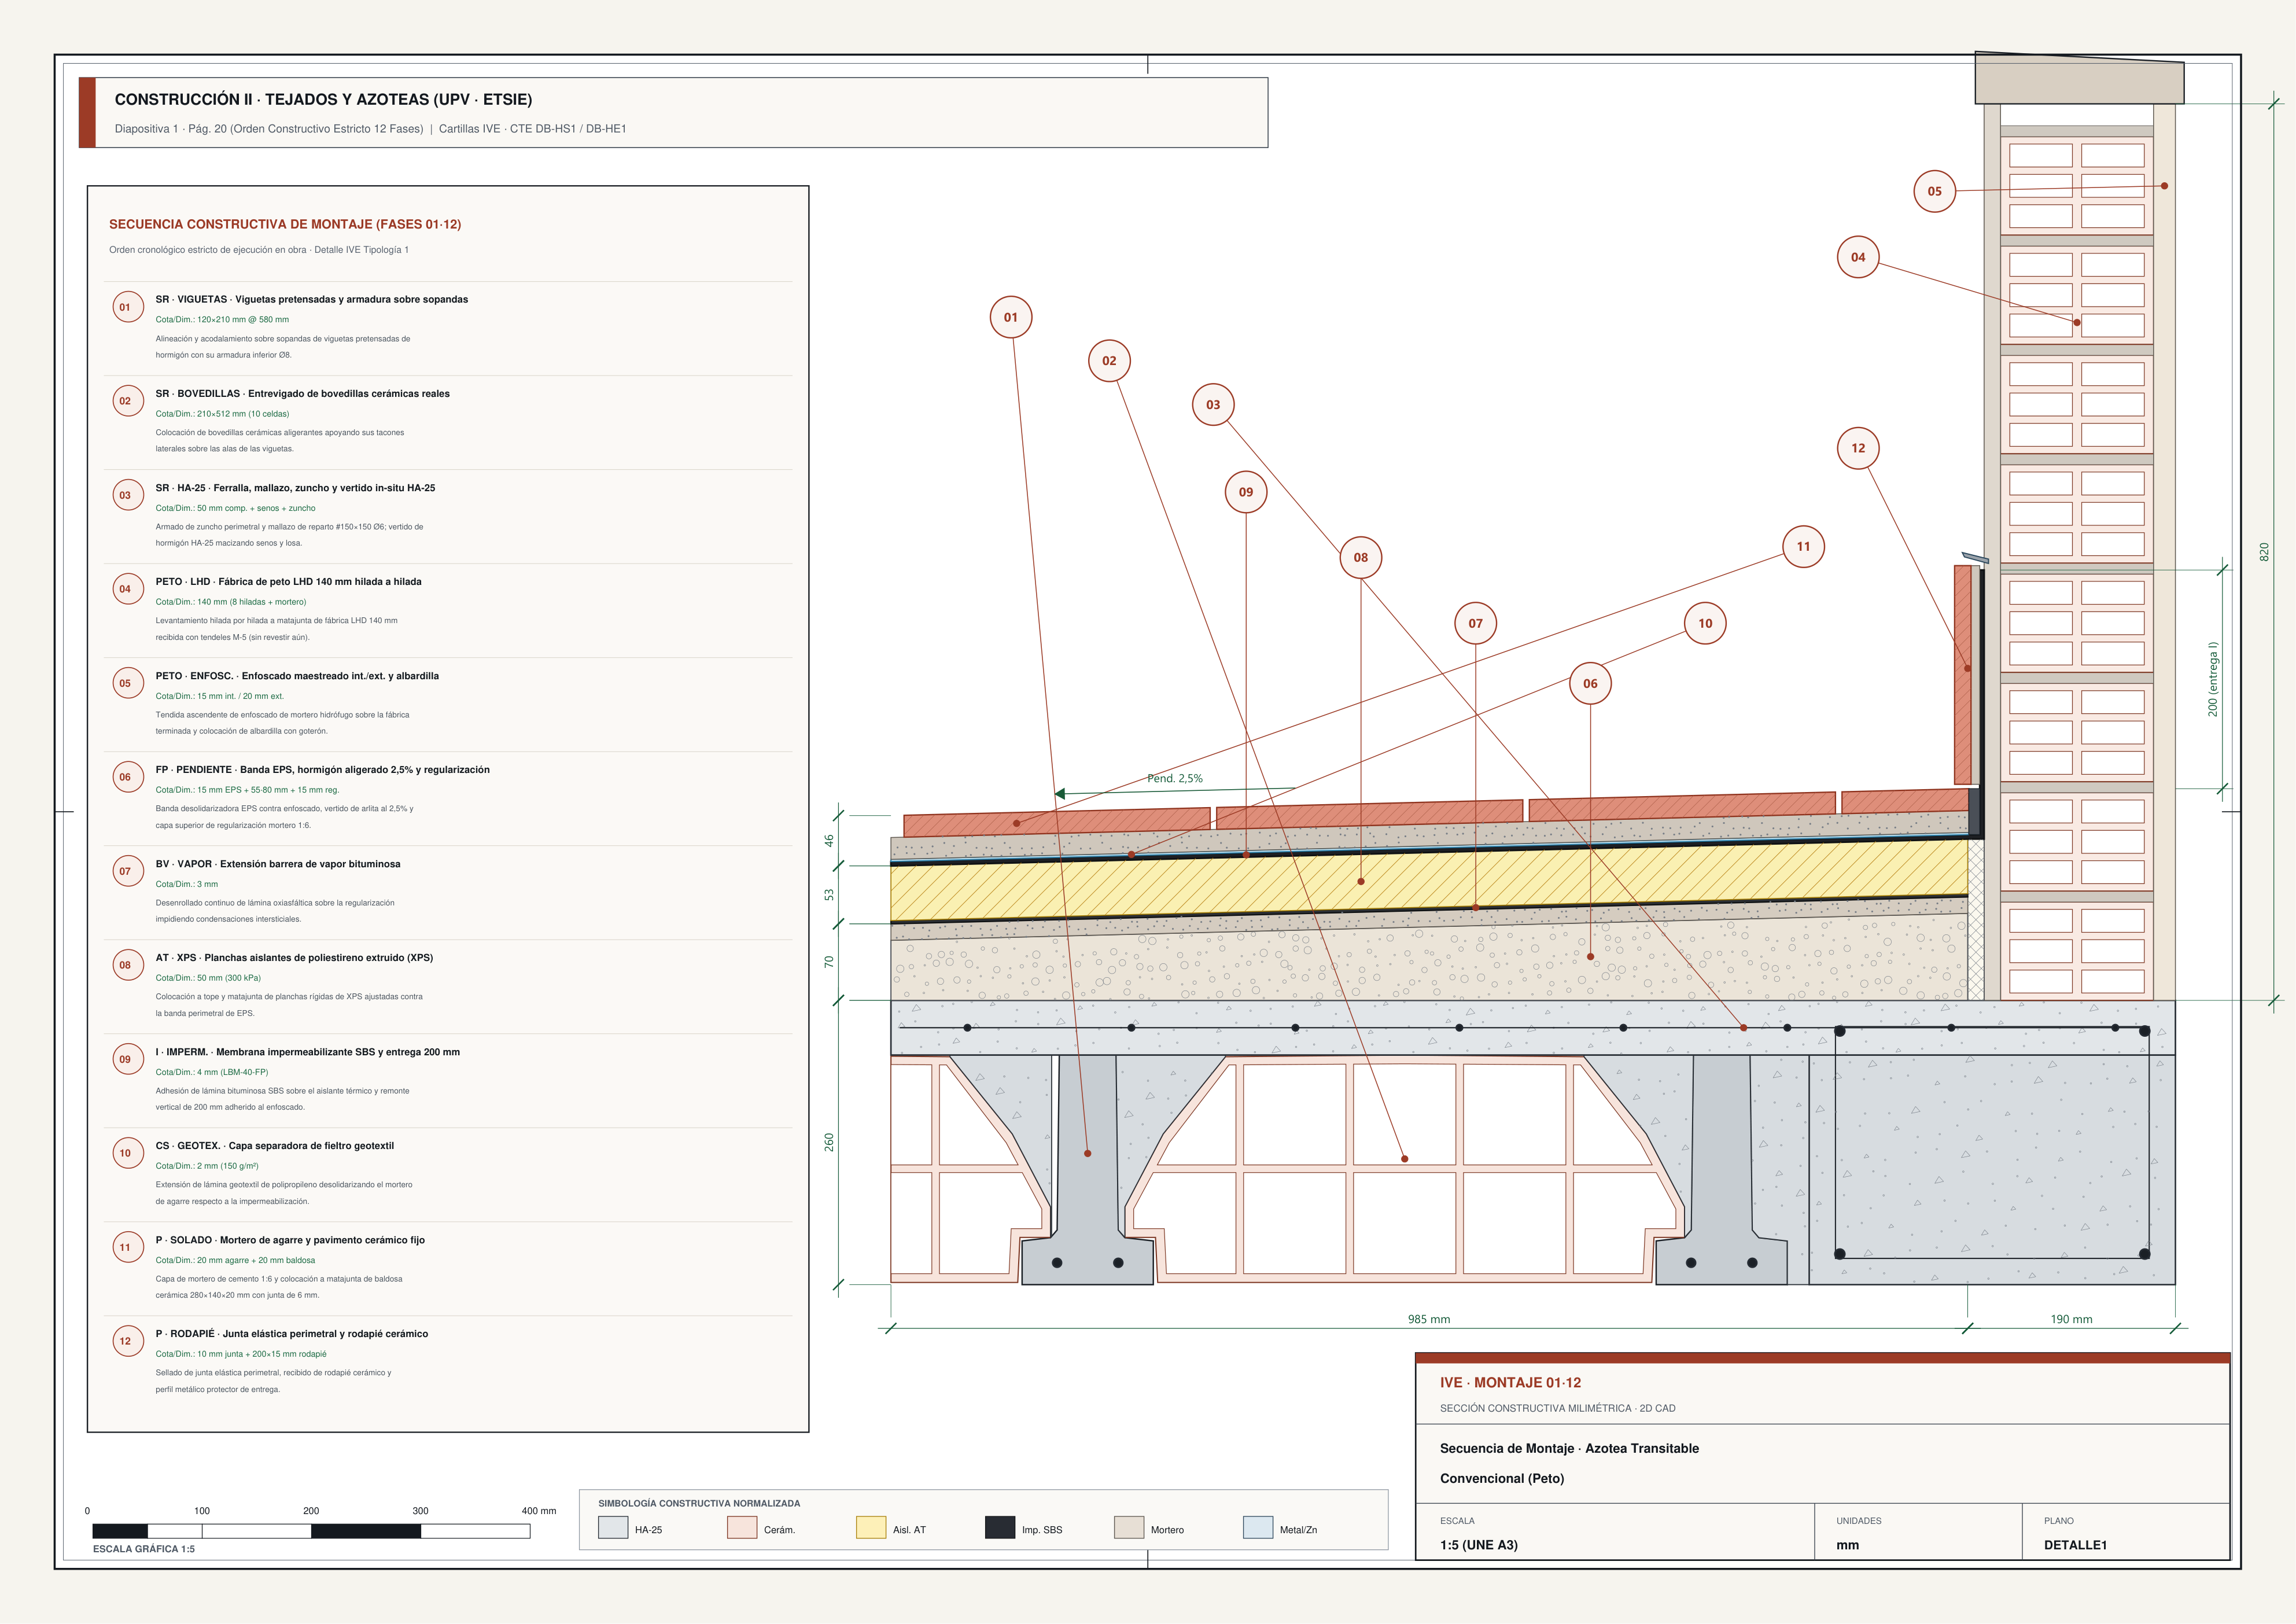 CONSTRUCCIÓN II · TEJADOS Y AZOTEAS (UPV · ETSIE)
Diapositiva 1 · Pág. 20 (Orden Constructivo Estricto 12 Fases) | Cartillas IVE · CTE DB-HS1 / DB-HE1
SECUENCIA CONSTRUCTIVA DE MONTAJE (FASES 01-12)
Orden cronológico estricto de ejecución en obra · Detalle IVE Tipología 1
01
SR · VIGUETAS · Viguetas pretensadas y armadura sobre sopandas
Cota/Dim.: 120×210 mm @ 580 mm
Alineación y acodalamiento sobre sopandas de viguetas pretensadas de
hormigón con su armadura inferior Ø8.
02
SR · BOVEDILLAS · Entrevigado de bovedillas cerámicas reales
Cota/Dim.: 210×512 mm (10 celdas)
Colocación de bovedillas cerámicas aligerantes apoyando sus tacones
laterales sobre las alas de las viguetas.
03
SR · HA-25 · Ferralla, mallazo, zuncho y vertido in-situ HA-25
Cota/Dim.: 50 mm comp. + senos + zuncho
Armado de zuncho perimetral y mallazo de reparto #150×150 Ø6; vertido de
hormigón HA-25 macizando senos y losa.
04
PETO · LHD · Fábrica de peto LHD 140 mm hilada a hilada
Cota/Dim.: 140 mm (8 hiladas + mortero)
Levantamiento hilada por hilada a matajunta de fábrica LHD 140 mm
recibida con tendeles M-5 (sin revestir aún).
05
PETO · ENFOSC. · Enfoscado maestreado int./ext. y albardilla
Cota/Dim.: 15 mm int. / 20 mm ext.
Tendida ascendente de enfoscado de mortero hidrófugo sobre la fábrica
terminada y colocación de albardilla con goterón.
06
FP · PENDIENTE · Banda EPS, hormigón aligerado 2,5% y regularización
Cota/Dim.: 15 mm EPS + 55-80 mm + 15 mm reg.
Banda desolidarizadora EPS contra enfoscado, vertido de arlita al 2,5% y
capa superior de regularización mortero 1:6.
07
BV · VAPOR · Extensión barrera de vapor bituminosa
Cota/Dim.: 3 mm
Desenrollado continuo de lámina oxiasfáltica sobre la regularización
impidiendo condensaciones intersticiales.
08
AT · XPS · Planchas aislantes de poliestireno extruido (XPS)
Cota/Dim.: 50 mm (300 kPa)
Colocación a tope y matajunta de planchas rígidas de XPS ajustadas contra
la banda perimetral de EPS.
09
I · IMPERM. · Membrana impermeabilizante SBS y entrega 200 mm
Cota/Dim.: 4 mm (LBM-40-FP)
Adhesión de lámina bituminosa SBS sobre el aislante térmico y remonte
vertical de 200 mm adherido al enfoscado.
10
CS · GEOTEX. · Capa separadora de fieltro geotextil
Cota/Dim.: 2 mm (150 g/m²)
Extensión de lámina geotextil de polipropileno desolidarizando el mortero
de agarre respecto a la impermeabilización.
11
P · SOLADO · Mortero de agarre y pavimento cerámico fijo
Cota/Dim.: 20 mm agarre + 20 mm baldosa
Capa de mortero de cemento 1:6 y colocación a matajunta de baldosa
cerámica 280×140×20 mm con junta de 6 mm.
12
P · RODAPIÉ · Junta elástica perimetral y rodapié cerámico
Cota/Dim.: 10 mm junta + 200×15 mm rodapié
Sellado de junta elástica perimetral, recibido de rodapié cerámico y
perfil metálico protector de entrega.
05
04
01
02
03
12
09
11
08
07
10
06
Pend. 2,5%
820
200 (entrega I)
46
53
70
260
985 mm
190 mm
IVE · MONTAJE 01-12
SECCIÓN CONSTRUCTIVA MILIMÉTRICA · 2D CAD
Secuencia de Montaje · Azotea Transitable
Convencional (Peto)
ESCALA
1:5 (UNE A3)
UNIDADES
mm
PLANO
DETALLE1
0 100 200 300 400 mm
ESCALA GRÁFICA 1:5
SIMBOLOGÍA CONSTRUCTIVA NORMALIZADA
HA-25 Cerám. Aisl. AT Imp. SBS Mortero Metal/Zn